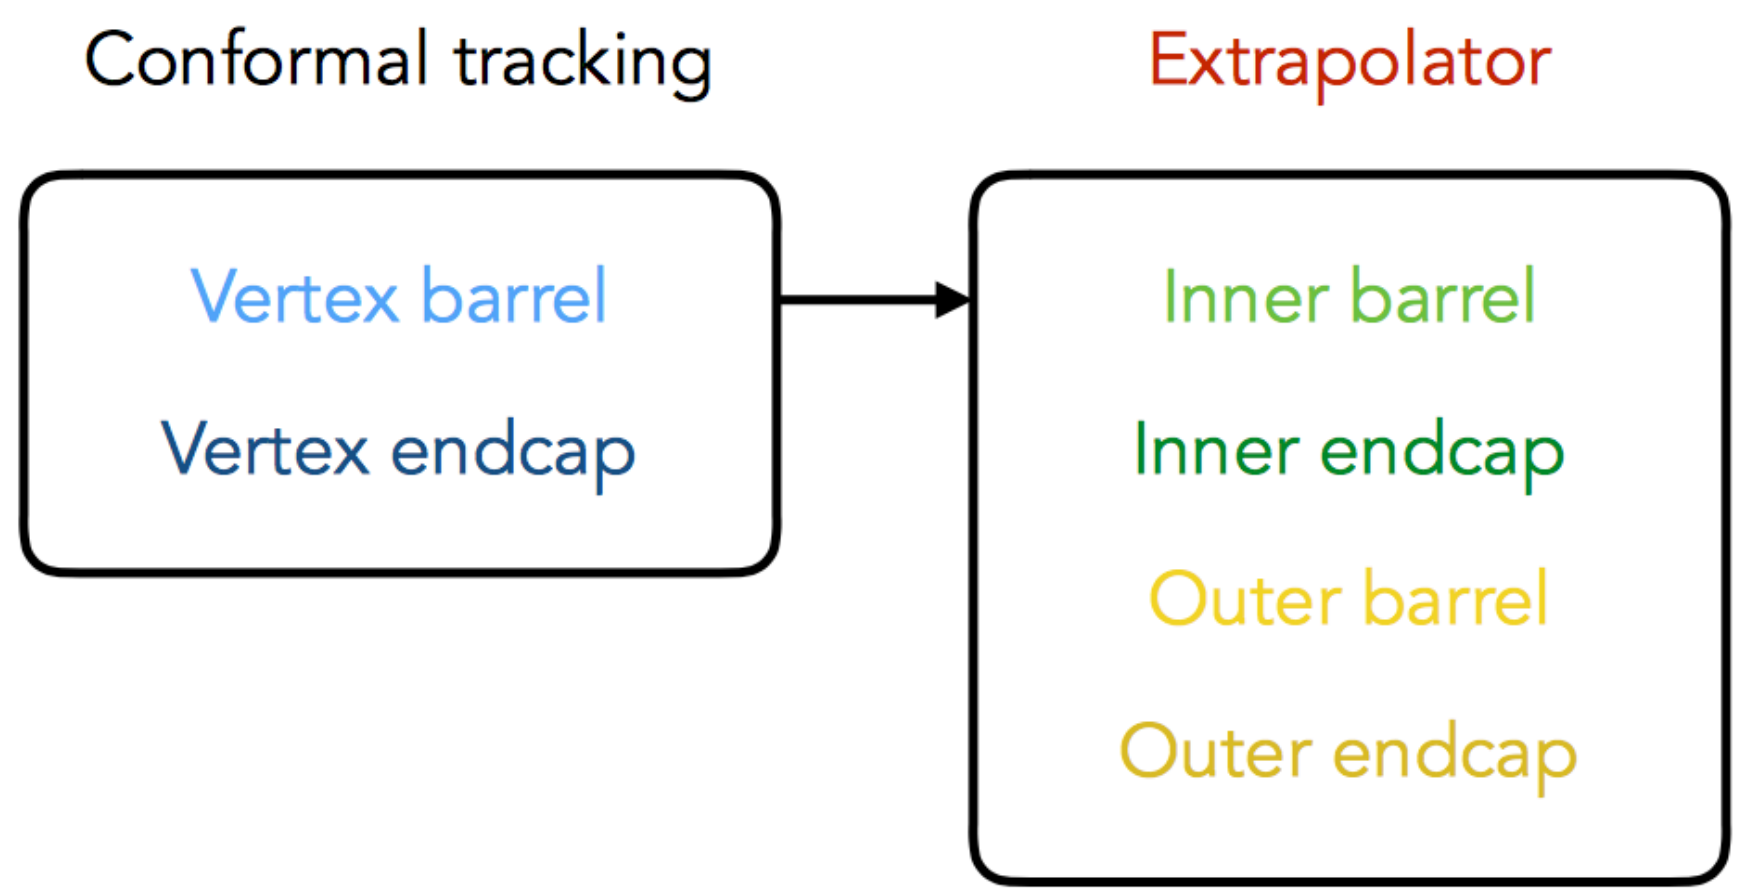 Conformal tracking
Vertex barrel
Vertex endcap
Extrapolator
Inner barrel
Inner endcap
Outer barrel
Outer endcap